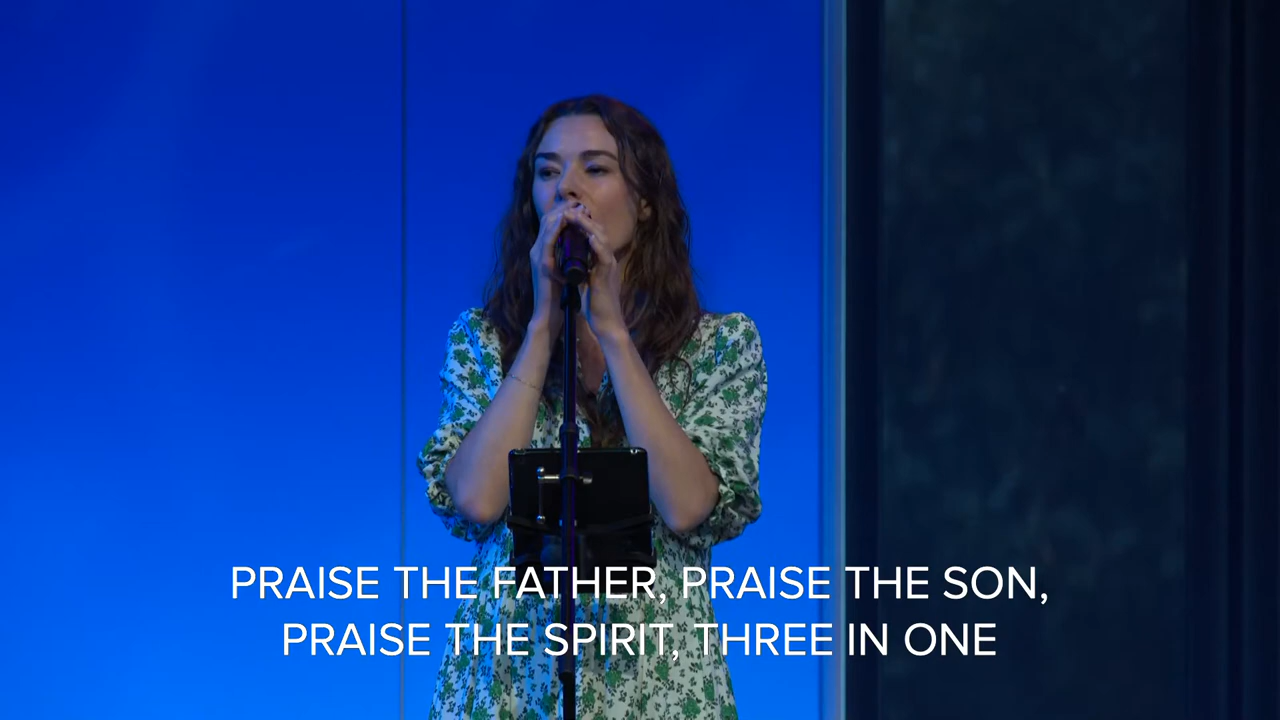 PRAISE THE FATHER, PRAISE THE SON,
PRAISE THE SPIRIT, THREE IN ONE